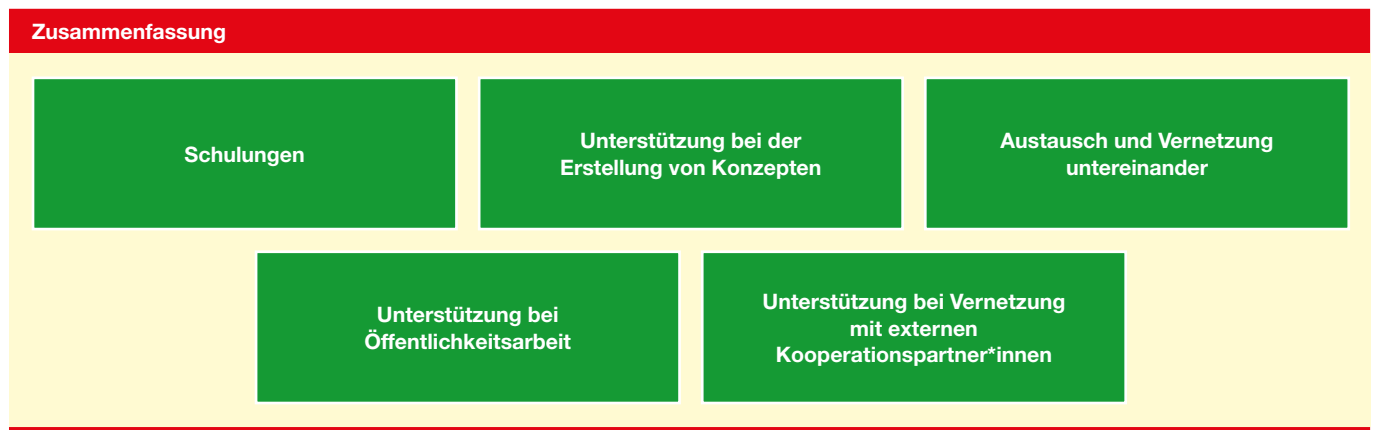 Zusammenfassung
Schulungen
Unterstützung bei der
Erstellung von Konzepten
Austausch und Vernetzung
untereinander
Unterstützung bei
Öffentlichkeitsarbeit
Unterstützung bei Vernetzung
mit externen
Kooperationspartner*innen